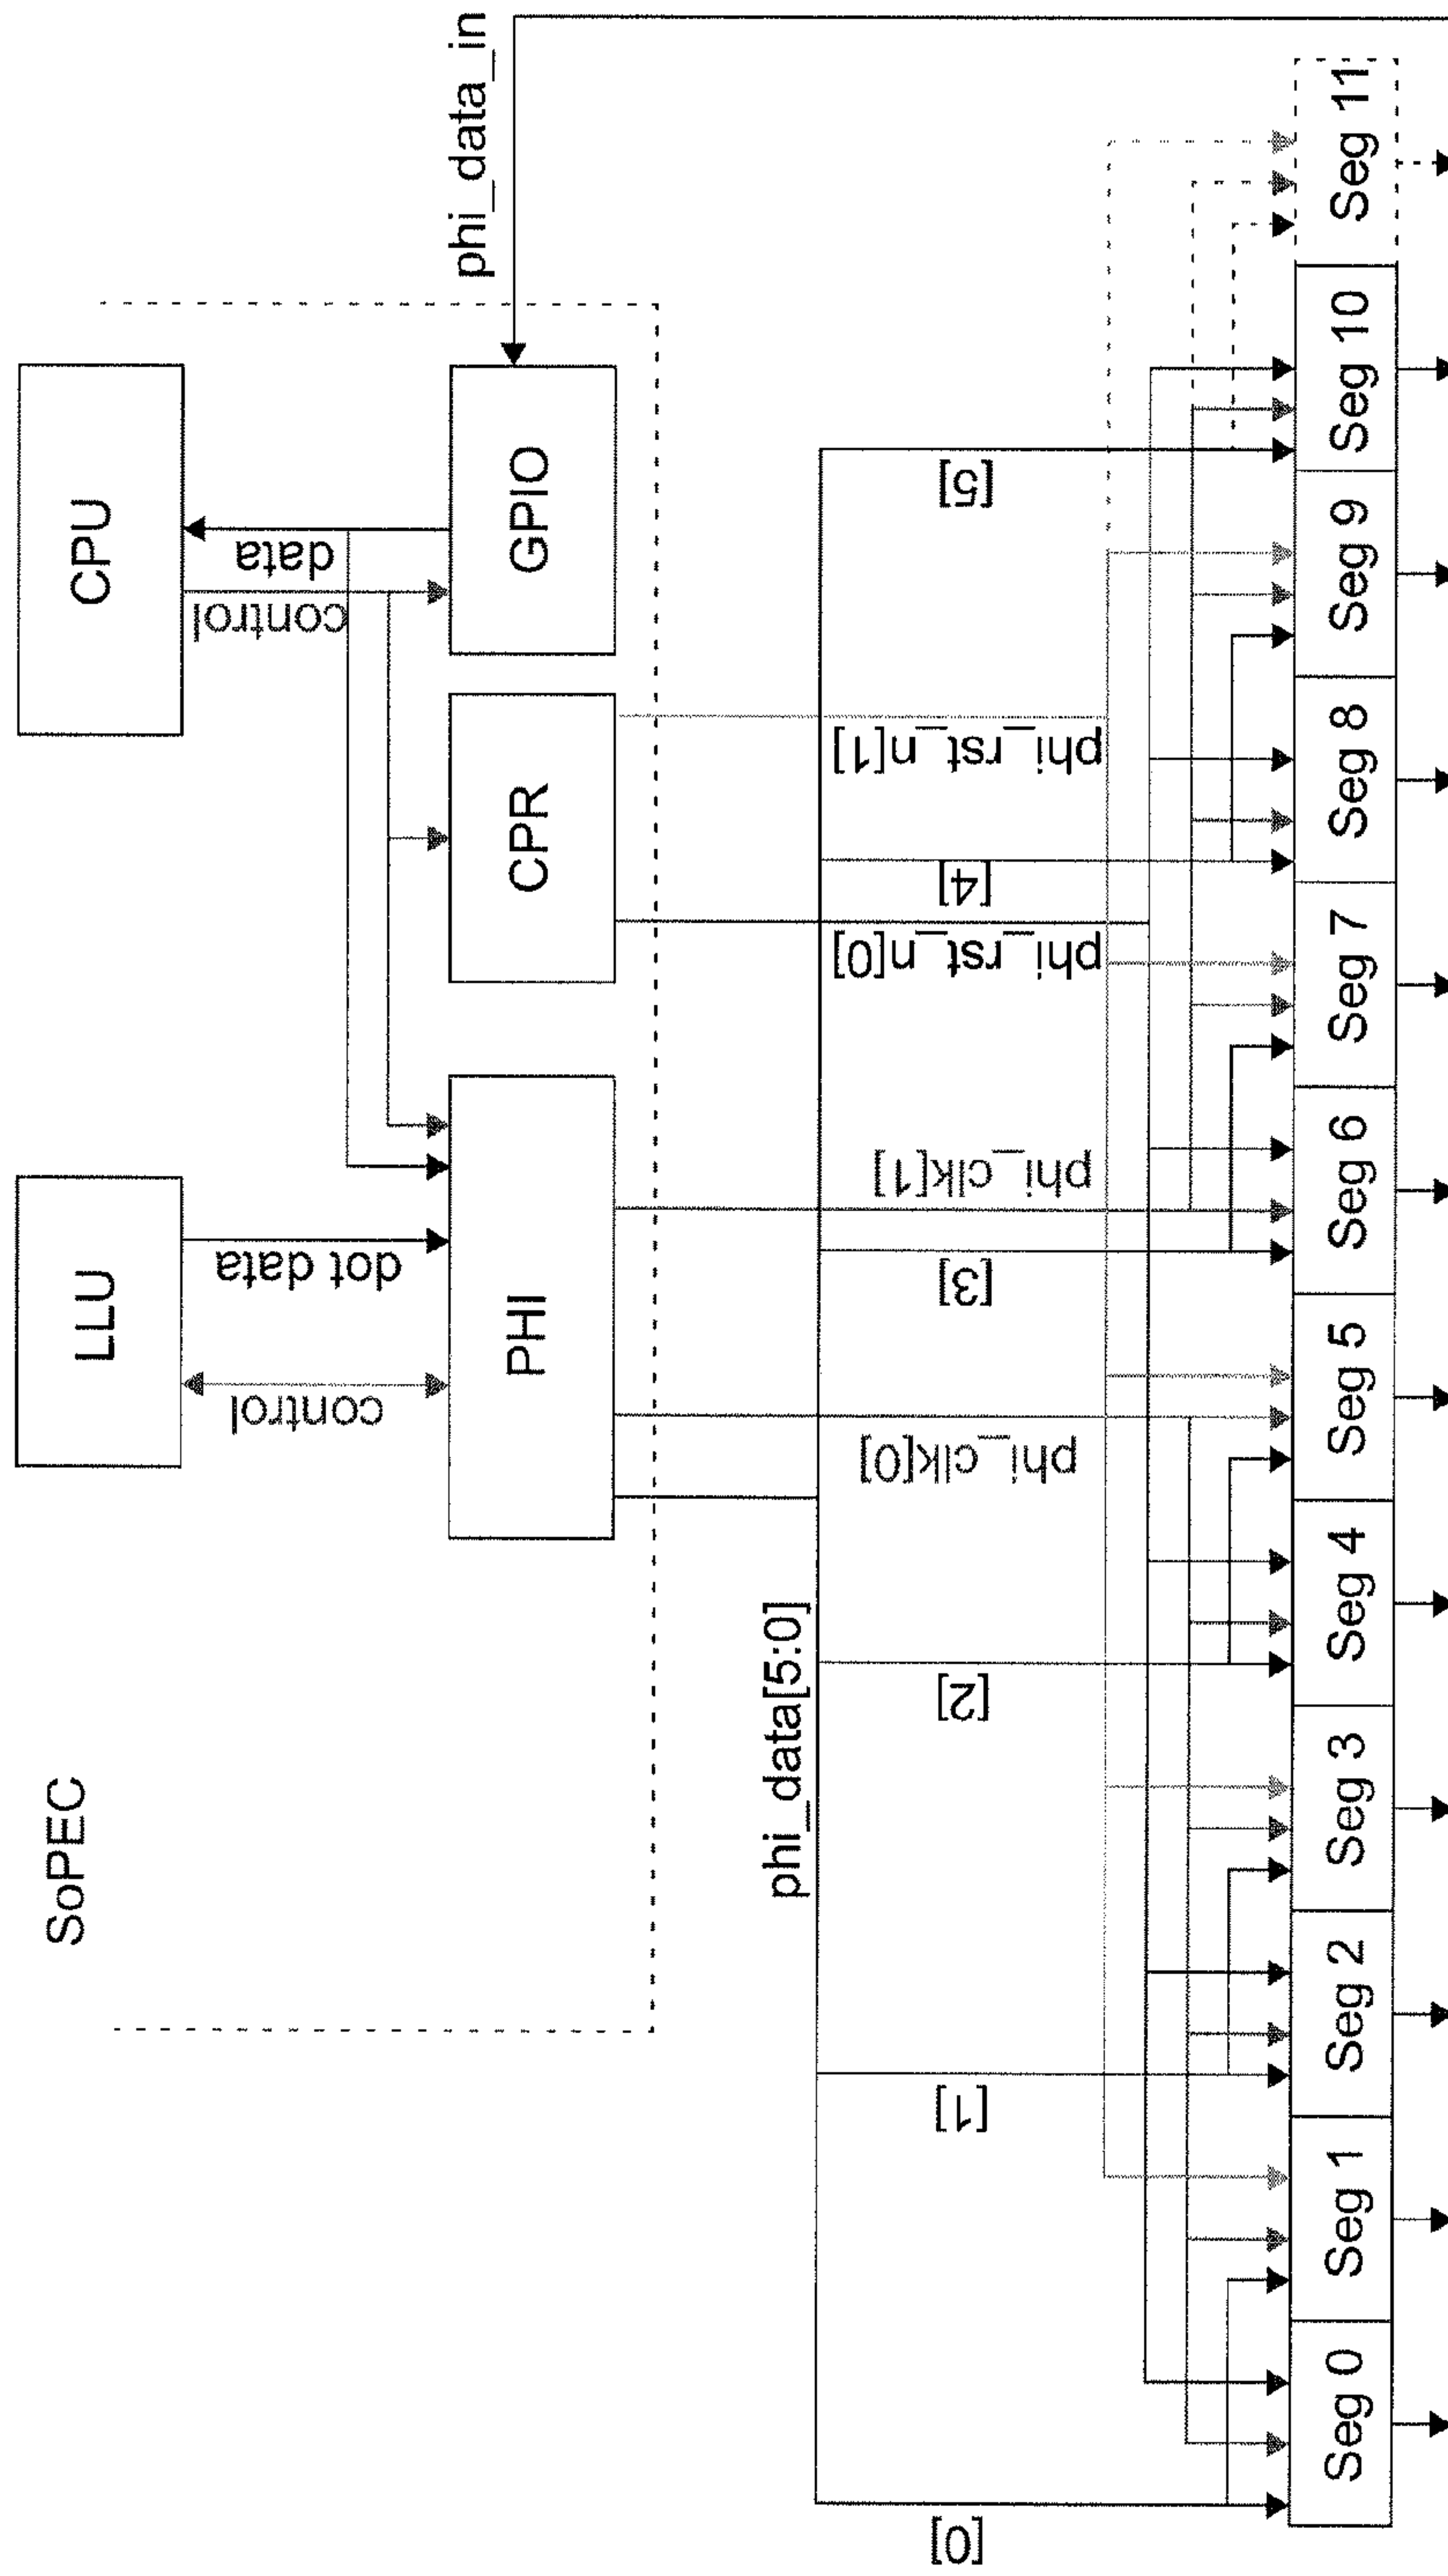 SoPEC
LLU
CPU
control
dot data
control
data
PHI
CPR
GPIO
phi_data_in
phi_data[5:0]
[0]
[1]
[2]
phi_clk[0]
[3]
phi_clk[1]
phi_rst_n[0]
[4]
phi_rst_n[1]
[5]
Seg 0
Seg 1
Seg 2
Seg 3
Seg 4
Seg 5
Seg 6
Seg 7
Seg 8
Seg 9
Seg 10
Seg 11